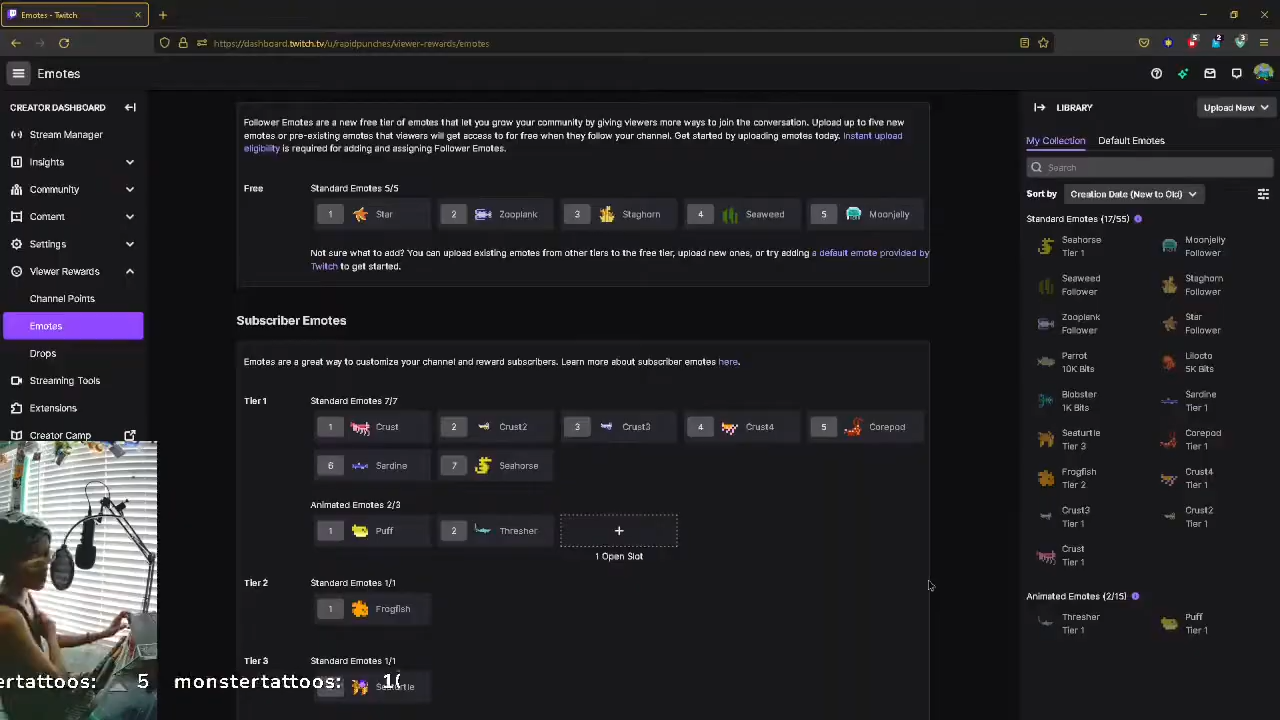 Emotes - Twitch
https://dashboard.twitch.tv/u/rapidpunches/viewer-rewards/emotes
5
2
3
Emotes
CREATOR DASHBOARD
Stream Manager
Insights
Community
Content
Settings
Viewer Rewards
Channel Points
Emotes
Drops
Streaming Tools
Extensions
Creator Camp
Follower Emotes are a new free tier of emotes that let you grow your community by giving viewers more ways to join the conversation. Upload up to five new
emotes or pre-existing emotes that viewers will get access to for free when they follow your channel. Get started by uploading emotes today. Instant upload
eligibility is required for adding and assigning Follower Emotes.
Free
Standard Emotes 5/5
1 Star
2 Zooplank
3 Staghorn
4 Seaweed
5 Moonjelly
Not sure what to add? You can upload existing emotes from other tiers to the free tier, upload new ones, or try adding a default emote provided by
Twitch to get started.
Subscriber Emotes
Emotes are a great way to customize your channel and reward subscribers. Learn more about subscriber emotes here.
Tier 1
Standard Emotes 7/7
1 Crust
2 Crust2
3 Crust3
4 Crust4
5 Corepod
6 Sardine
7 Seahorse
Animated Emotes 2/3
1 Puff
2 Thresher
+
1 Open Slot
Tier 2
Standard Emotes 1/1
1 Frogfish
Tier 3
Standard Emotes 1/1
Seaturtle
ertattoos: 5 monstertattoos: 1(
LIBRARY
Upload New
My Collection
Default Emotes
Search
Sort by
Creation Date (New to Old)
Standard Emotes (17/55)
Seahorse
Tier 1
Moonjelly
Follower
Seaweed
Follower
Staghorn
Follower
Zooplank
Follower
Star
Follower
Parrot
10K Bits
Lilocto
5K Bits
Blobster
1K Bits
Sardine
Tier 1
Seaturtle
Tier 3
Corepod
Tier 1
Frogfish
Tier 2
Crust4
Tier 1
Crust3
Tier 1
Crust2
Tier 1
Crust
Tier 1
Animated Emotes (2/15)
Thresher
Tier 1
Puff
Tier 1